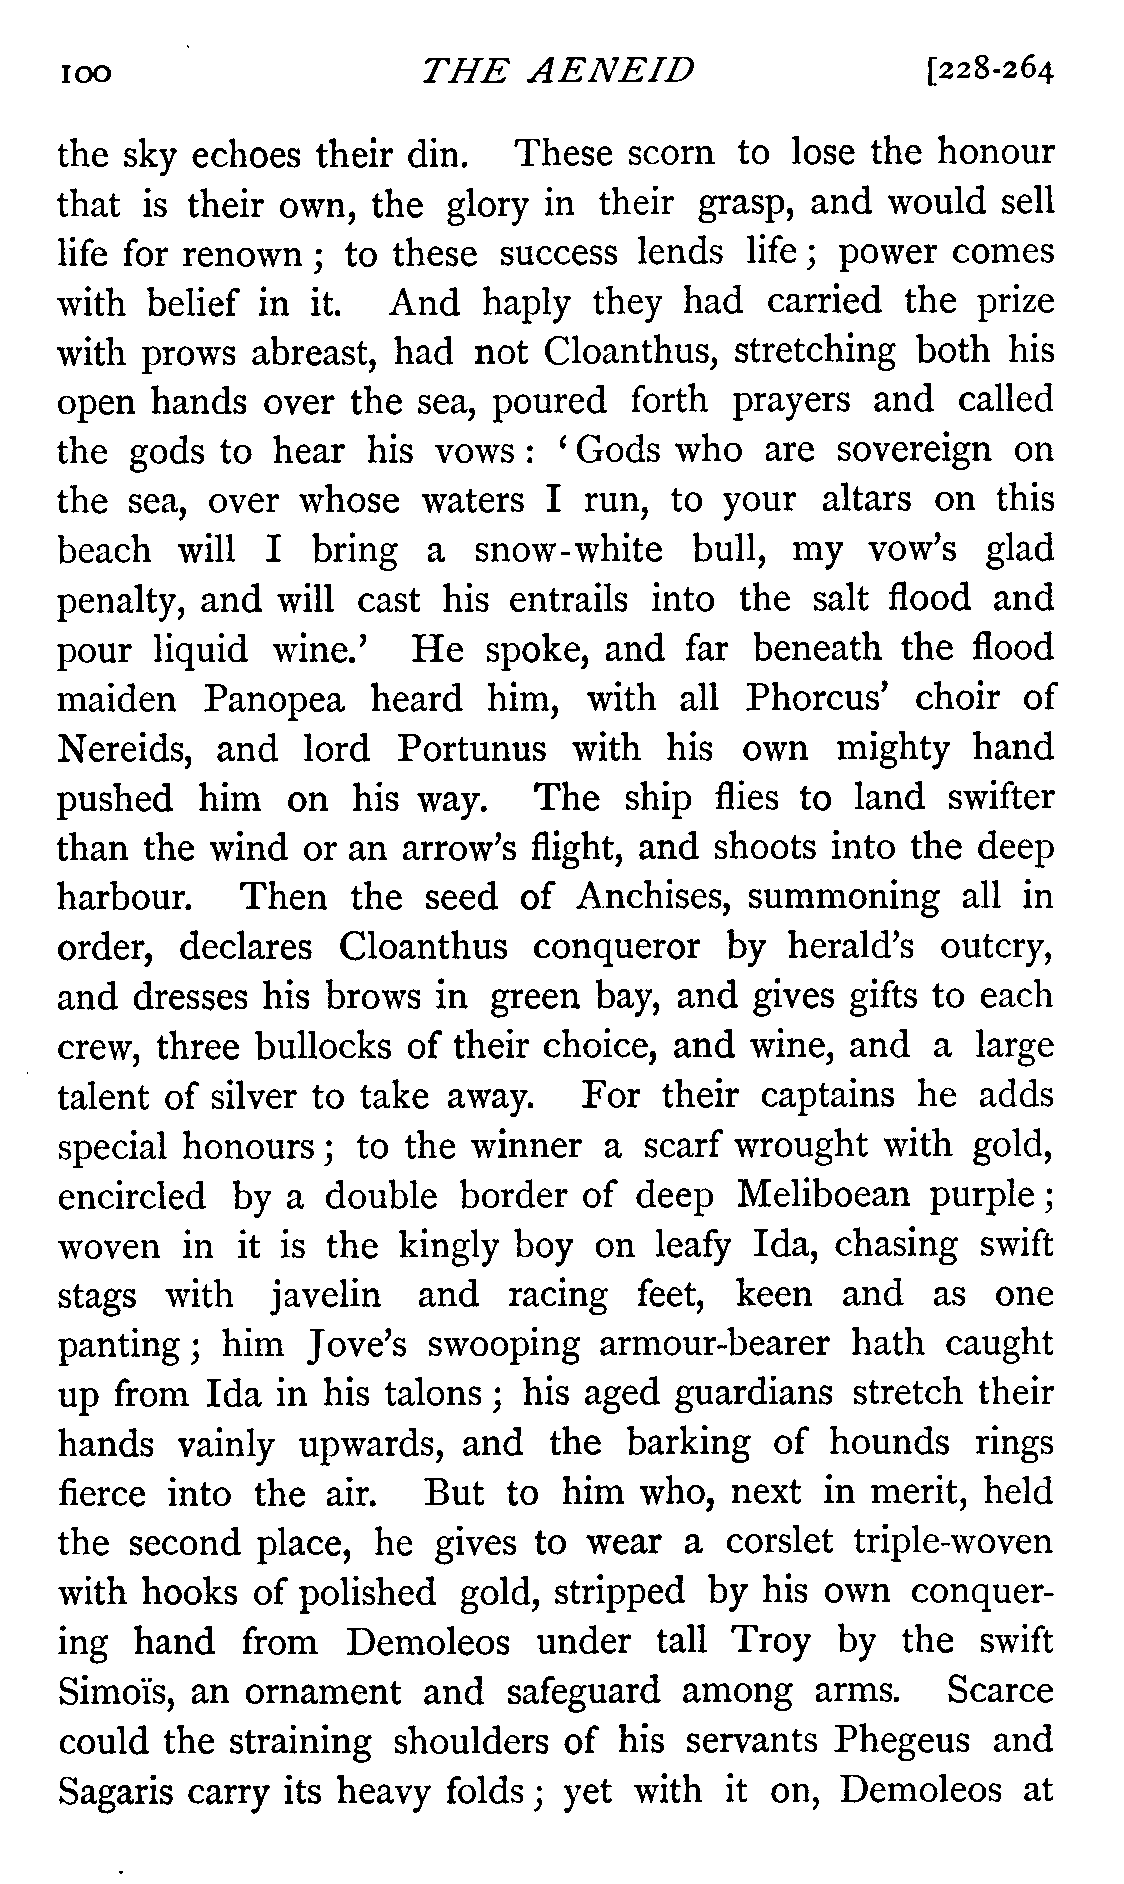 100 THE AENEID [228-264
the sky echoes their din. These scorn to lose the honour
that is their own, the glory in their grasp, and would sell
life for renown ; to these success lends life ; power comes
with belief in it. And haply they had carried the prize
with prows abreast, had not Cloanthus, stretching both his
open hands over the sea, poured forth prayers and called
the gods to hear his vows : ‘ Gods who are sovereign on
the sea, over whose waters I run, to your altars on this
beach will I bring a snow-white bull, my vow’s glad
penalty, and will cast his entrails into the salt flood and
pour liquid wine.’ He spoke, and far beneath the flood
maiden Panopea heard him, with all Phorcus’ choir of
Nereids, and lord Portunus with his own mighty hand
pushed him on his way. The ship flies to land swifter
than the wind or an arrow’s flight, and shoots into the deep
harbour. Then the seed of Anchises, summoning all in
order, declares Cloanthus conqueror by herald’s outcry,
and dresses his brows in green bay, and gives gifts to each
crew, three bullocks of their choice, and wine, and a large
talent of silver to take away. For their captains he adds
special honours ; to the winner a scarf wrought with gold,
encircled by a double border of deep Meliboean purple ;
woven in it is the kingly boy on leafy Ida, chasing swift
stags with javelin and racing feet, keen and as one
panting ; him Jove’s swooping armour-bearer hath caught
up from Ida in his talons ; his aged guardians stretch their
hands vainly upwards, and the barking of hounds rings
fierce into the air. But to him who, next in merit, held
the second place, he gives to wear a corslet triple-woven
with hooks of polished gold, stripped by his own conquer-
ing hand from Demoleos under tall Troy by the swift
Simoïs, an ornament and safeguard among arms. Scarce
could the straining shoulders of his servants Phegeus and
Sagaris carry its heavy folds ; yet with it on, Demoleos at